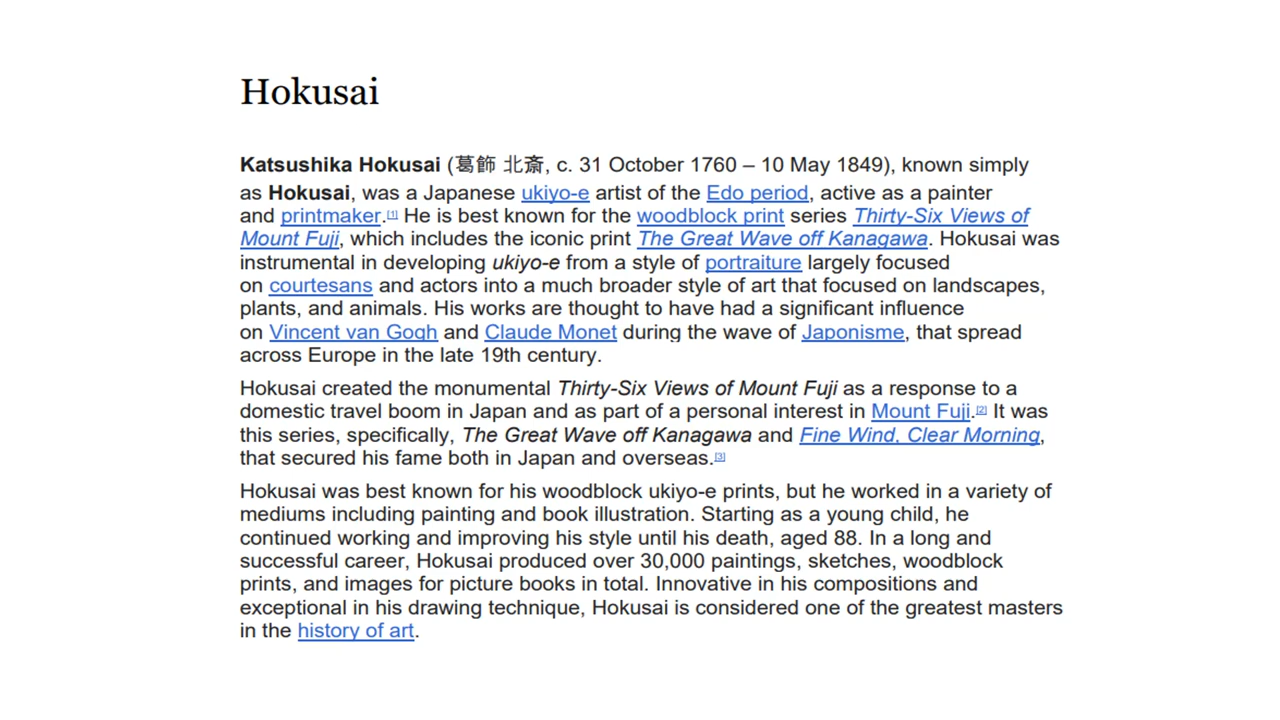 Hokusai
Katsushika Hokusai (葛飾 北斎, c. 31 October 1760 – 10 May 1849), known simply
as Hokusai, was a Japanese ukiyo-e artist of the Edo period, active as a painter
and printmaker.[1] He is best known for the woodblock print series Thirty-Six Views of
Mount Fuji, which includes the iconic print The Great Wave off Kanagawa. Hokusai was
instrumental in developing ukiyo-e from a style of portraiture largely focused
on courtesans and actors into a much broader style of art that focused on landscapes,
plants, and animals. His works are thought to have had a significant influence
on Vincent van Gogh and Claude Monet during the wave of Japonisme, that spread
across Europe in the late 19th century.
Hokusai created the monumental Thirty-Six Views of Mount Fuji as a response to a
domestic travel boom in Japan and as part of a personal interest in Mount Fuji.[2] It was
this series, specifically, The Great Wave off Kanagawa and Fine Wind, Clear Morning,
that secured his fame both in Japan and overseas.[3]
Hokusai was best known for his woodblock ukiyo-e prints, but he worked in a variety of
mediums including painting and book illustration. Starting as a young child, he
continued working and improving his style until his death, aged 88. In a long and
successful career, Hokusai produced over 30,000 paintings, sketches, woodblock
prints, and images for picture books in total. Innovative in his compositions and
exceptional in his drawing technique, Hokusai is considered one of the greatest masters
in the history of art.